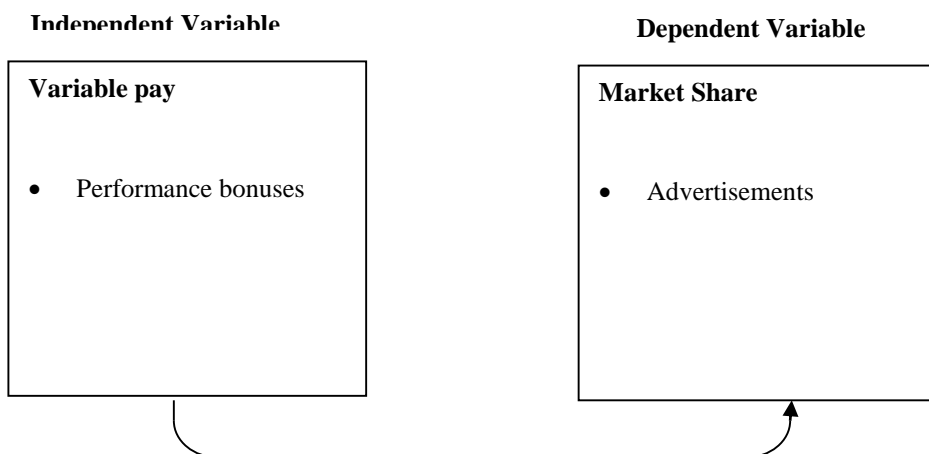 Independent Variable
Dependent Variable
Variable pay
Market Share
• Performance bonuses
• Advertisements